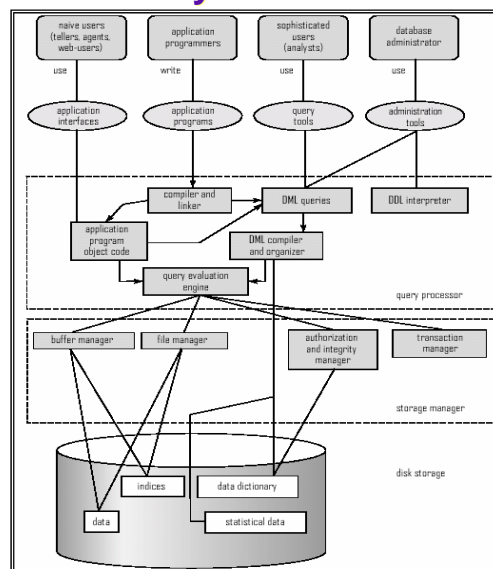 naive users
(tellers, agents,
web-users)
application
programmers
sophisticated
users
(analysts)
database
administrator
use
write
use
use
application
interfaces
application
programs
query
tools
administration
tools
compiler and
linker
DML queries
DDL interpreter
application
program
object code
DML compiler
and organizer
query evaluation
engine
query processor
buffer manager
file manager
authorization
and integrity
manager
transaction
manager
storage manager
disk storage
indices
data dictionary
data
statistical data